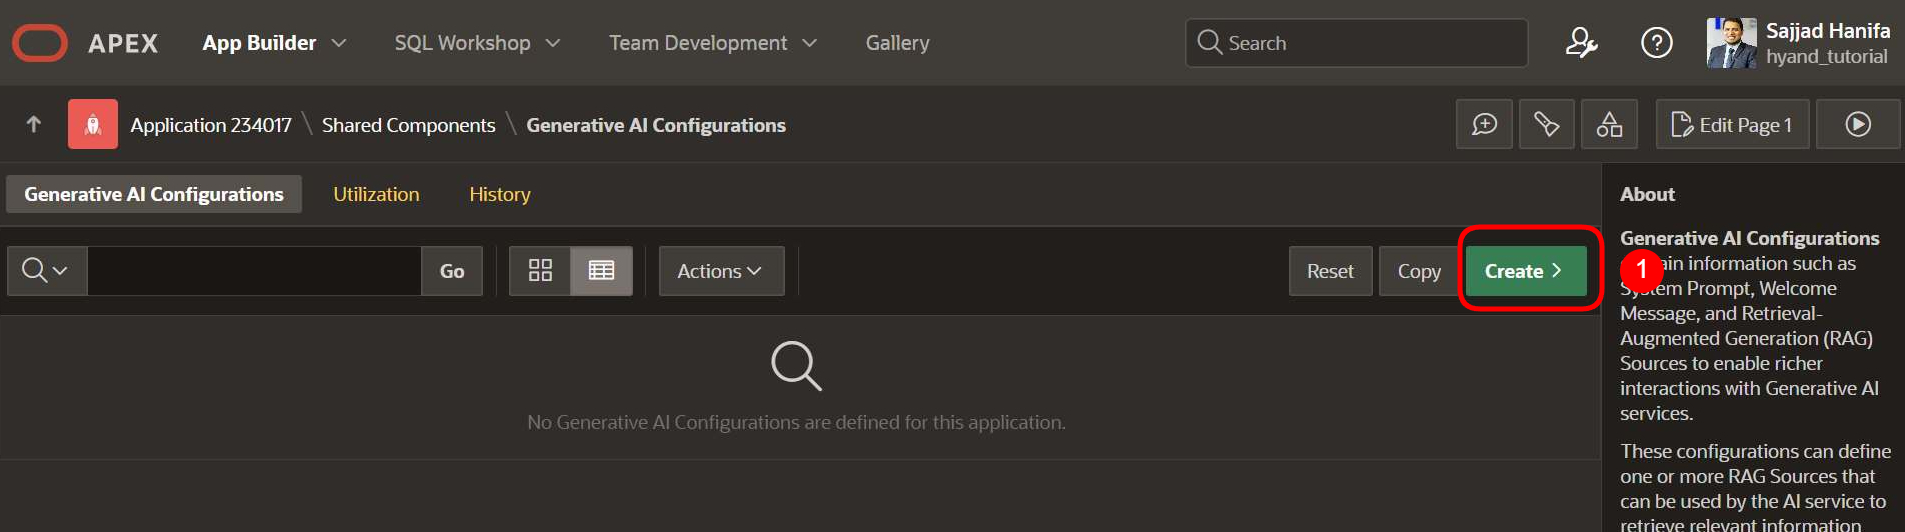 APEX App Builder SQL Workshop Team Development Gallery Search Sajjad Hanifa
hyand_tutorial
Application 234017 \ Shared Components \ Generative AI Configurations Edit Page 1
Generative AI Configurations Utilization History
Go Actions Reset Copy Create > 1
No Generative AI Configurations are defined for this application.
About
Generative AI Configurations
information such as
System Prompt, Welcome
Message, and Retrieval-
Augmented Generation (RAG)
Sources to enable richer
interactions with Generative AI
services.
These configurations can define
one or more RAG Sources that
can be used by the AI service to
retrieve relevant information